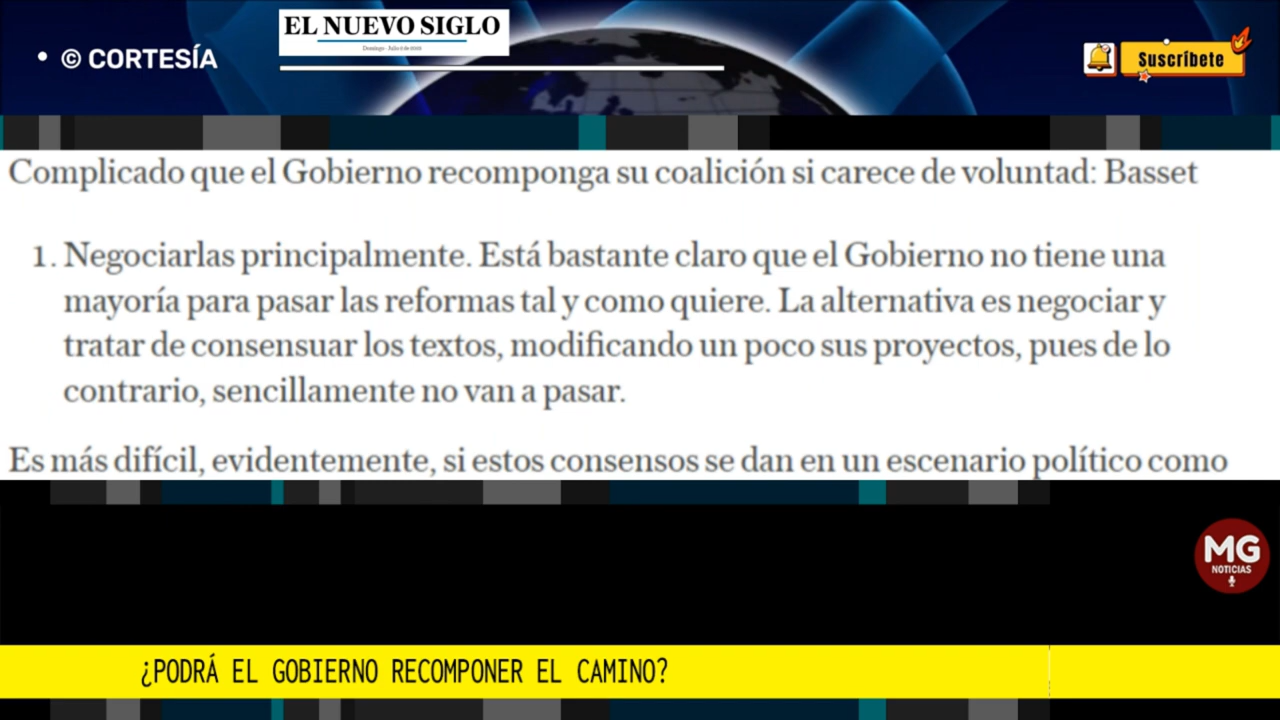 • © CORTESÍA
EL NUEVO SIGLO
Suscríbete
Complicado que el Gobierno recomponga su coalición si carece de voluntad: Basset
1. Negociarlas principalmente. Está bastante claro que el Gobierno no tiene una
mayoría para pasar las reformas tal y como quiere. La alternativa es negociar y
tratar de consensuar los textos, modificando un poco sus proyectos, pues de lo
contrario, sencillamente no van a pasar.
Es más difícil, evidentemente, si estos consensos se dan en un escenario político como
MG
NOTICIAS
¿PODRÁ EL GOBIERNO RECOMPONER EL CAMINO?